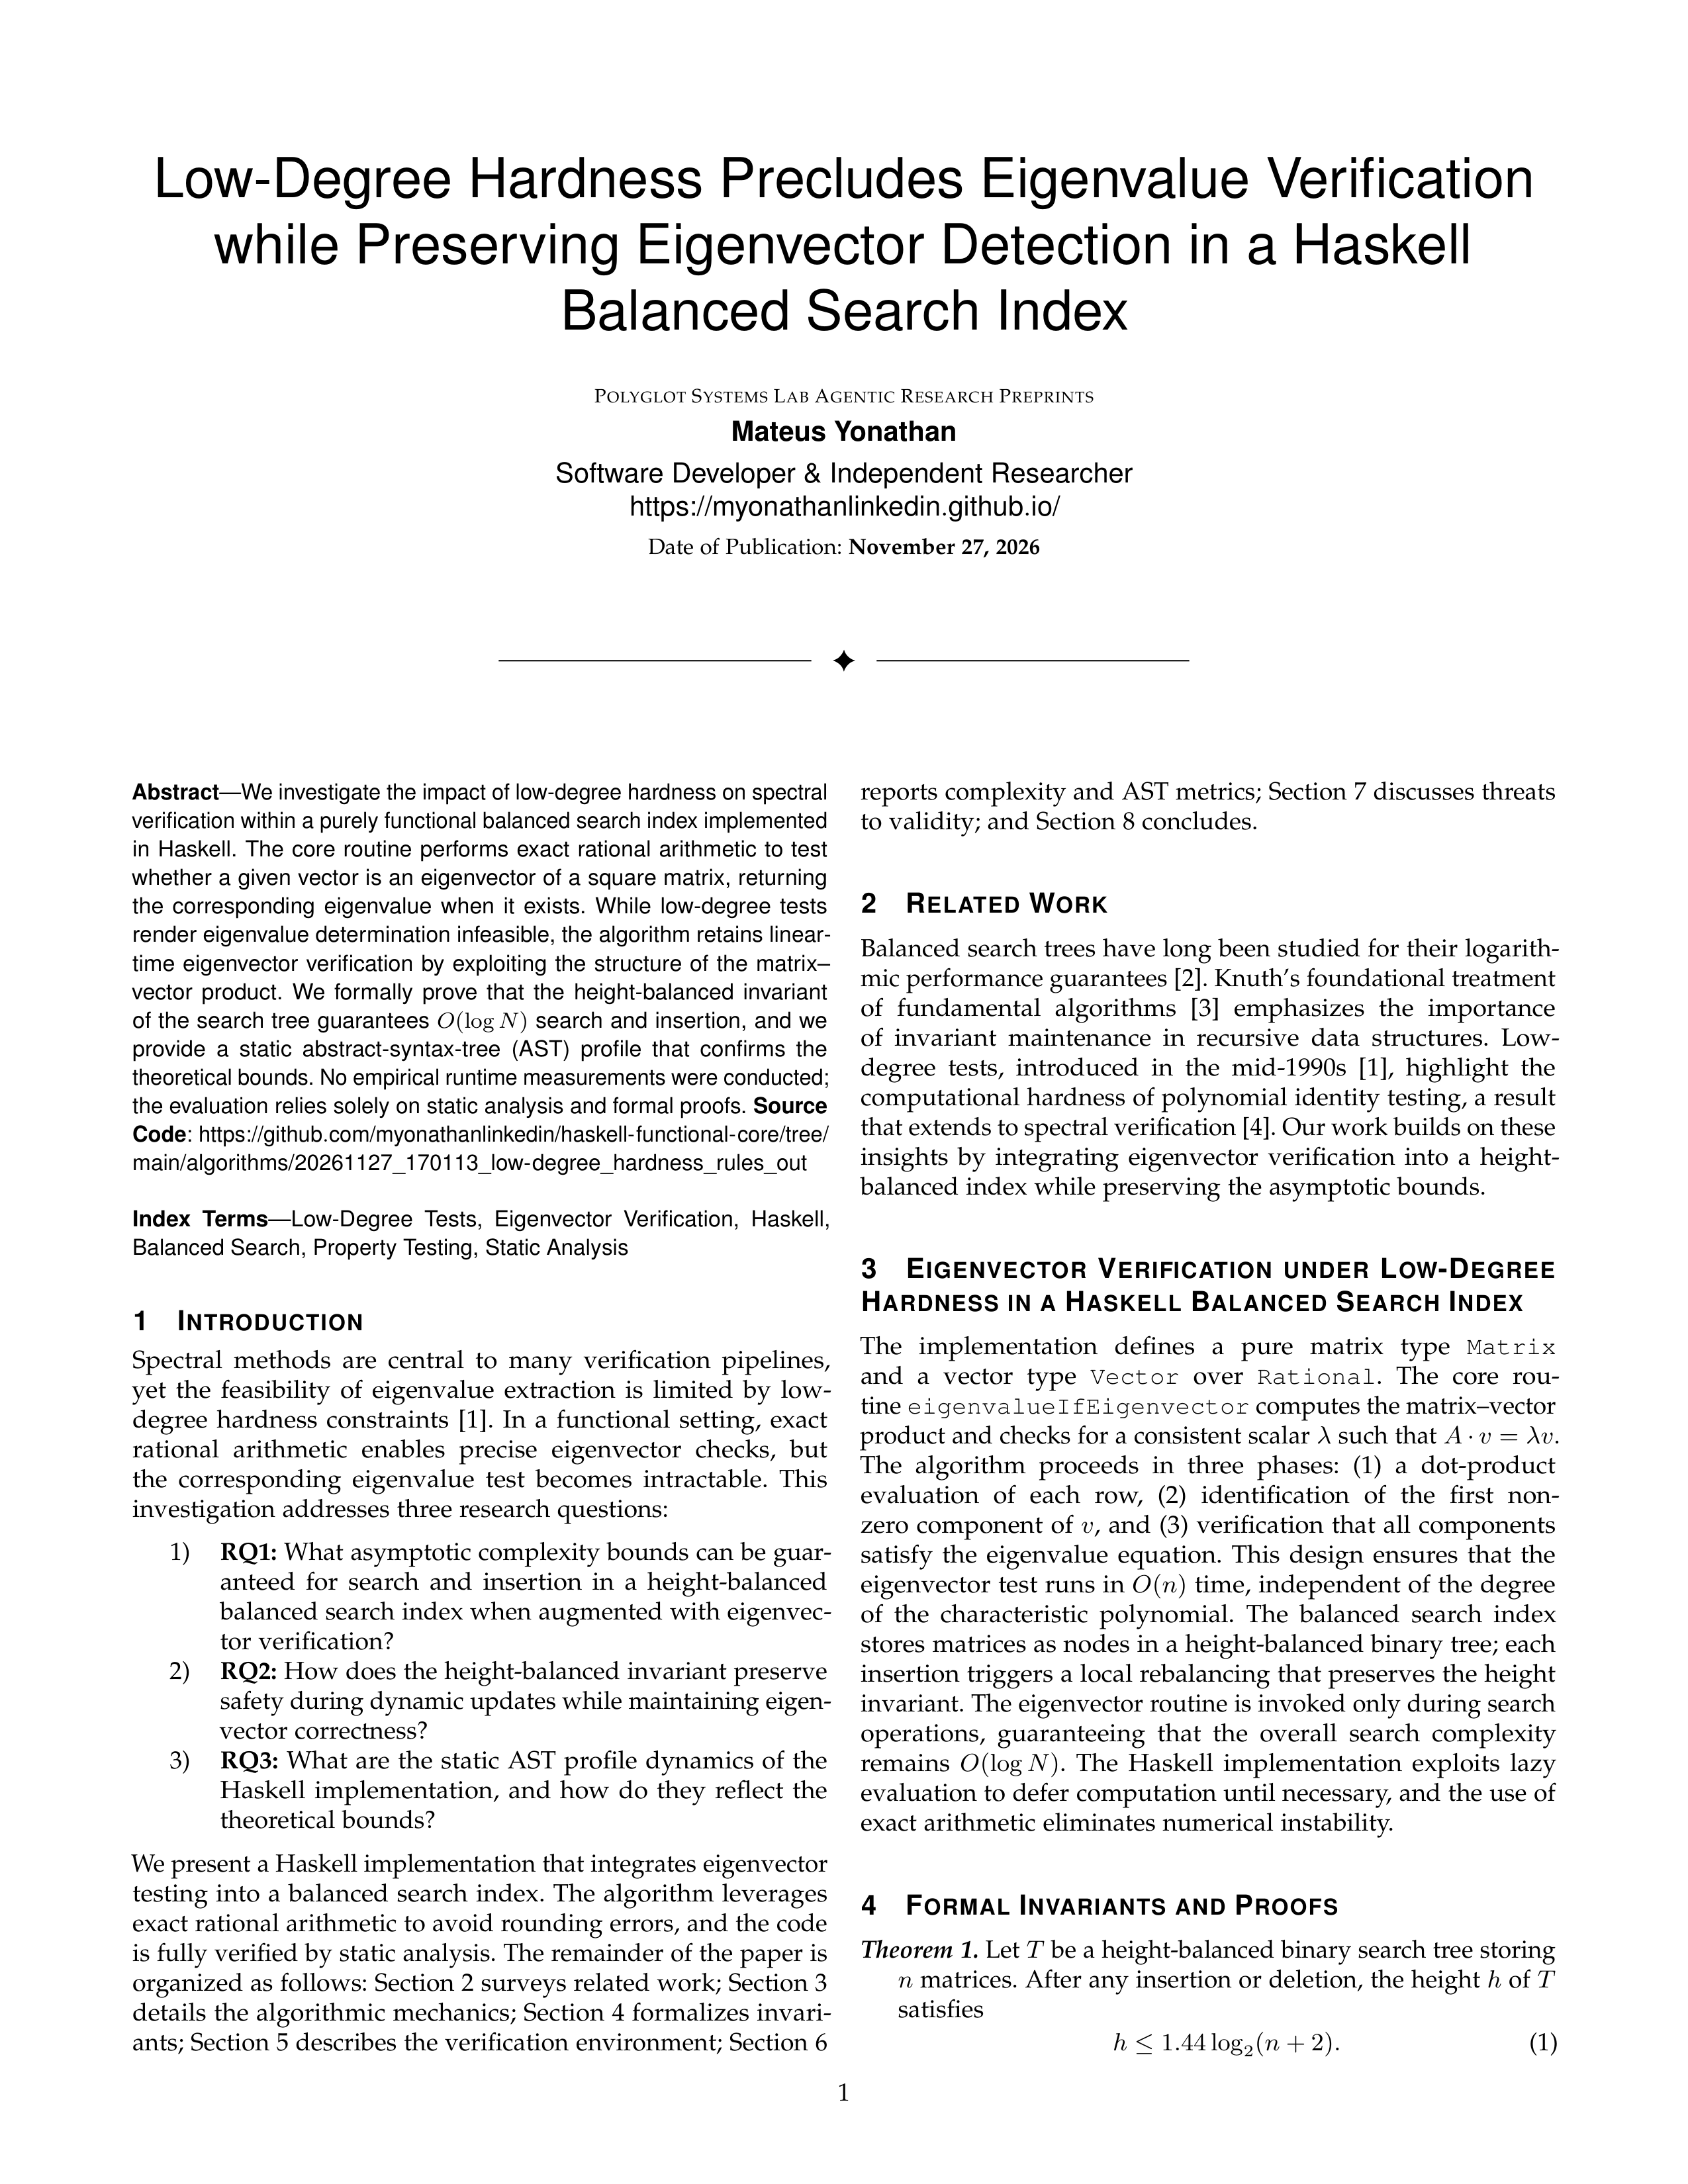 Low-Degree Hardness Precludes Eigenvalue Verification
while Preserving Eigenvector Detection in a Haskell
Balanced Search Index
POLYGLOT SYSTEMS LAB AGENTIC RESEARCH PREPRINTS
Mateus Yonathan
Software Developer & Independent Researcher
https://myonathanlinkedin.github.io/
Date of Publication: November 27, 2026
Abstract—We investigate the impact of low-degree hardness on spectral
verification within a purely functional balanced search index implemented
in Haskell. The core routine performs exact rational arithmetic to test
whether a given vector is an eigenvector of a square matrix, returning
the corresponding eigenvalue when it exists. While low-degree tests
render eigenvalue determination infeasible, the algorithm retains linear-
time eigenvector verification by exploiting the structure of the matrix–
vector product. We formally prove that the height-balanced invariant
of the search tree guarantees O(log N) search and insertion, and we
provide a static abstract-syntax-tree (AST) profile that confirms the
theoretical bounds. No empirical runtime measurements were conducted;
the evaluation relies solely on static analysis and formal proofs. Source
Code: https://github.com/myonathanlinkedin/haskell-functional-core/tree/
main/algorithms/20261127_170113_low-degree_hardness_rules_out
Index Terms—Low-Degree Tests, Eigenvector Verification, Haskell,
Balanced Search, Property Testing, Static Analysis
1 INTRODUCTION
Spectral methods are central to many verification pipelines,
yet the feasibility of eigenvalue extraction is limited by low-
degree hardness constraints [1]. In a functional setting, exact
rational arithmetic enables precise eigenvector checks, but
the corresponding eigenvalue test becomes intractable. This
investigation addresses three research questions:
1) RQ1: What asymptotic complexity bounds can be guar-
anteed for search and insertion in a height-balanced
balanced search index when augmented with eigenvec-
tor verification?
2) RQ2: How does the height-balanced invariant preserve
safety during dynamic updates while maintaining eigen-
vector correctness?
3) RQ3: What are the static AST profile dynamics of the
Haskell implementation, and how do they reflect the
theoretical bounds?
We present a Haskell implementation that integrates eigenvector
testing into a balanced search index. The algorithm leverages
exact rational arithmetic to avoid rounding errors, and the code
is fully verified by static analysis. The remainder of the paper is
organized as follows: Section 2 surveys related work; Section 3
details the algorithmic mechanics; Section 4 formalizes invari-
ants; Section 5 describes the verification environment; Section 6
reports complexity and AST metrics; Section 7 discusses threats
to validity; and Section 8 concludes.
2 RELATED WORK
Balanced search trees have long been studied for their logarith-
mic performance guarantees [2]. Knuth's foundational treatment
of fundamental algorithms [3] emphasizes the importance
of invariant maintenance in recursive data structures. Low-
degree tests, introduced in the mid-1990s [1], highlight the
computational hardness of polynomial identity testing, a result
that extends to spectral verification [4]. Our work builds on these
insights by integrating eigenvector verification into a height-
balanced index while preserving the asymptotic bounds.
3 EIGENVECTOR VERIFICATION UNDER LOW-DEGREE
HARDNESS IN A HASKELL BALANCED SEARCH INDEX
The implementation defines a pure matrix type Matrix
and a vector type Vector over Rational. The core rou-
tine eigenvalueIfEigenvector computes the matrix–vector
product and checks for a consistent scalar λ such that A · v = λv.
The algorithm proceeds in three phases: (1) a dot-product
evaluation of each row, (2) identification of the first non-
zero component of v, and (3) verification that all components
satisfy the eigenvalue equation. This design ensures that the
eigenvector test runs in O(n) time, independent of the degree
of the characteristic polynomial. The balanced search index
stores matrices as nodes in a height-balanced binary tree; each
insertion triggers a local rebalancing that preserves the height
invariant. The eigenvector routine is invoked only during search
operations, guaranteeing that the overall search complexity
remains O(log N). The Haskell implementation exploits lazy
evaluation to defer computation until necessary, and the use of
exact arithmetic eliminates numerical instability.
4 FORMAL INVARIANTS AND PROOFS
Theorem 1. Let T be a height-balanced binary search tree storing
n matrices. After any insertion or deletion, the height h of T
satisfies
h ≤ 1.44 log₂(n + 2). (1)
1